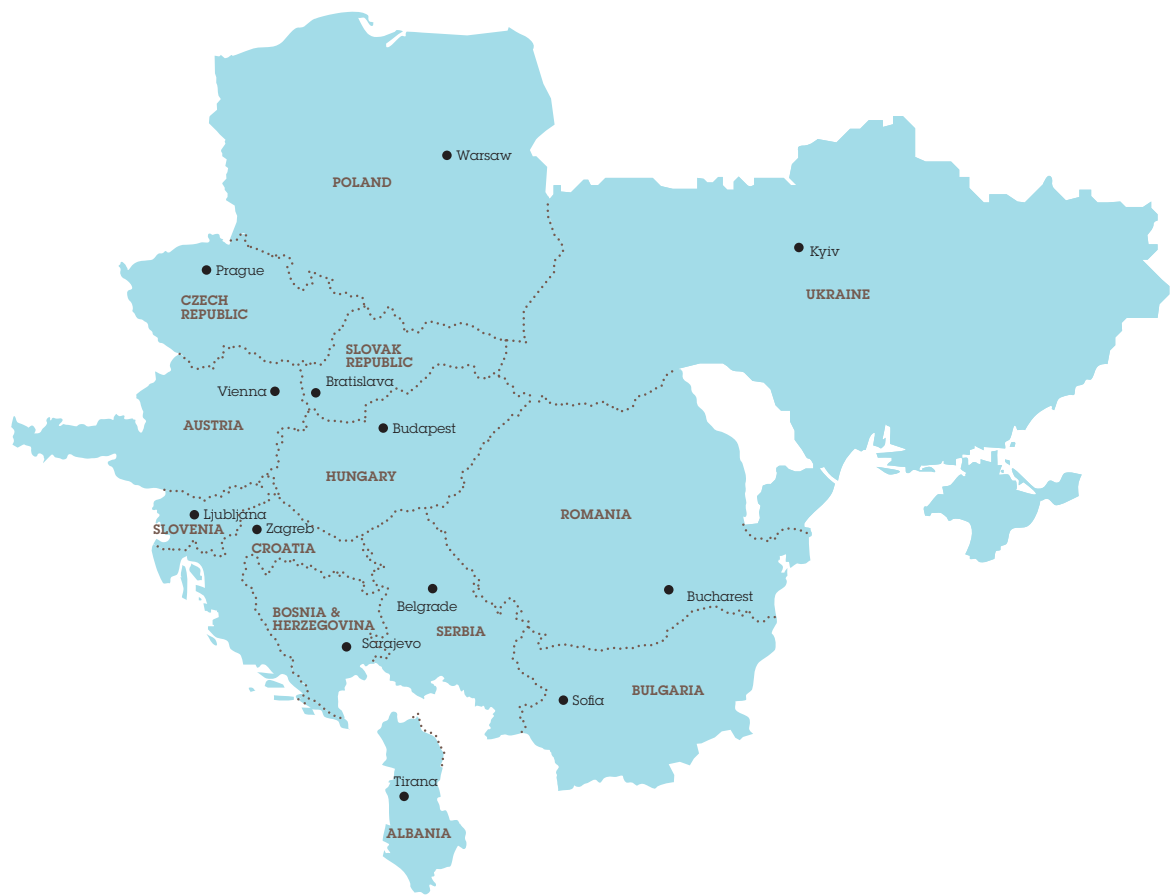 Warsaw
POLAND
Kyiv
Prague
UKRAINE
CZECH
REPUBLIC
SLOVAK
REPUBLIC
Bratislava
Vienna
AUSTRIA
Budapest
HUNGARY
Ljubljana
SLOVENIA
Zagreb
CROATIA
ROMANIA
Bucharest
Belgrade
SERBIA
BOSNIA &
HERZEGOVINA
Sarajevo
BULGARIA
Sofia
Tirana
ALBANIA